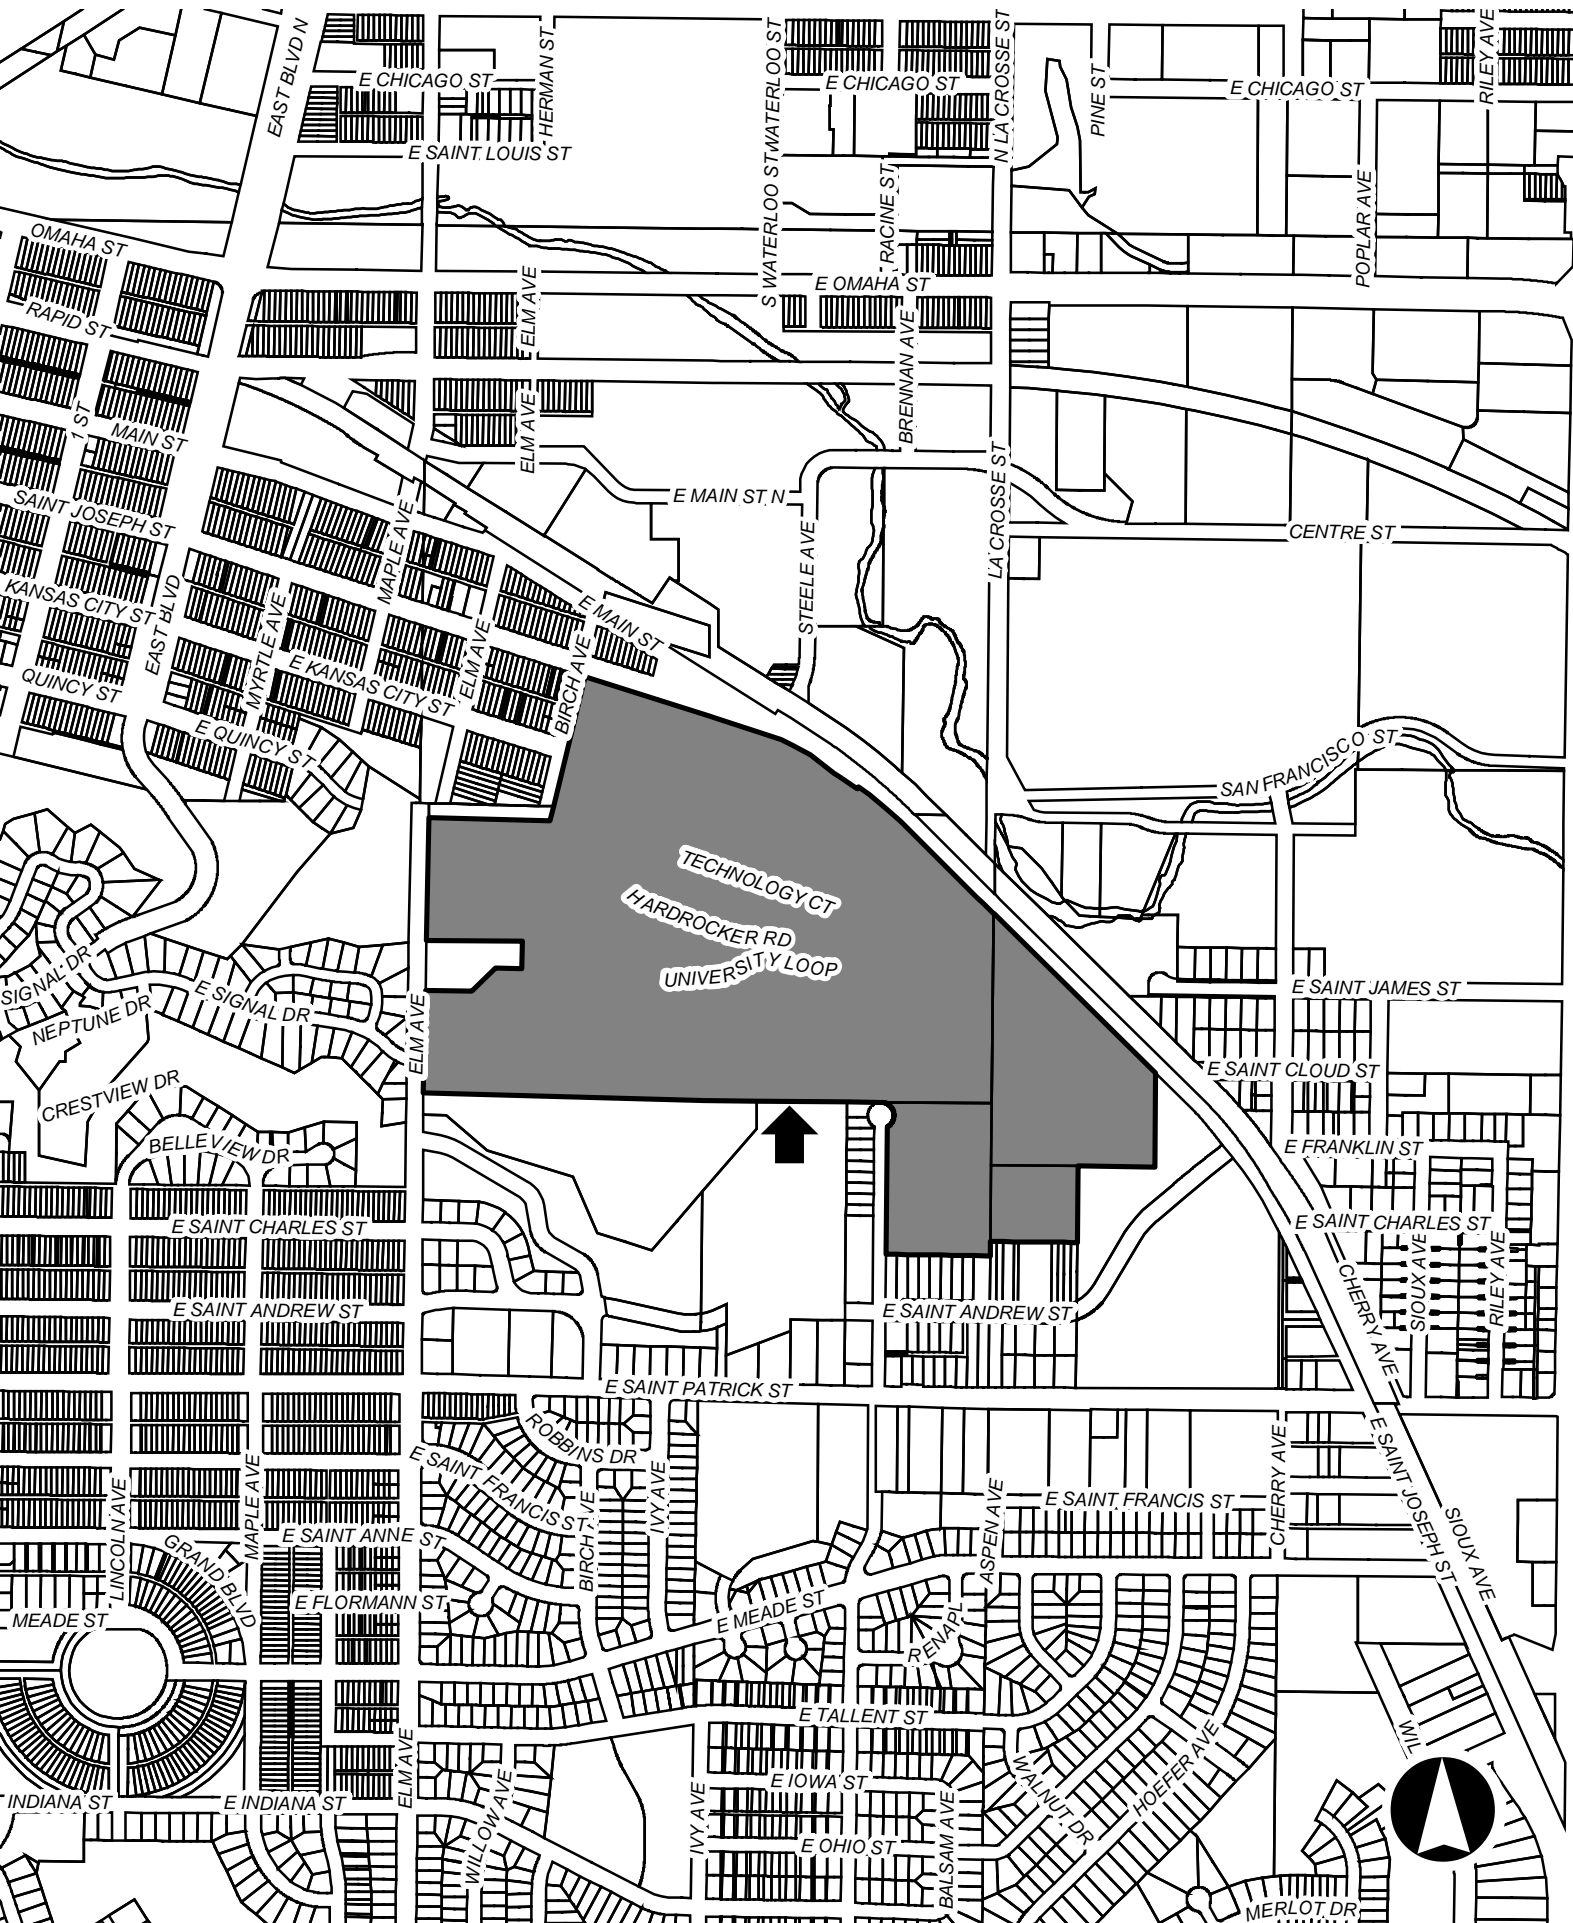 EAST BLVD N
HERMAN ST
WATERLOO ST
N LA CROSSE ST
RILEY AVE
E CHICAGO ST
E CHICAGO ST
E CHICAGO ST
PINE ST
E SAINT LOUIS ST
S WATERLOO ST
RACINE ST
POPLAR AVE
OMAHA ST
E OMAHA ST
RAPID ST
ELM AVE
BRENNAN AVE
1 ST
MAIN ST
ELM AVE
LA CROSSE ST
E MAIN ST N
SAINT JOSEPH ST
MAPLE AVE
STEELE AVE
CENTRE ST
KANSAS CITY ST
EAST BLVD
MYRTLE AVE
E MAIN ST
ELM AVE
BIRCH AVE
QUINCY ST
E KANSAS CITY ST
E QUINCY ST
SAN FRANCISCO ST
TECHNOLOGY CT
HARDROCKER RD
UNIVERSITY LOOP
SIGNAL DR
E SIGNAL DR
NEPTUNE DR
ELM AVE
E SAINT JAMES ST
E SAINT CLOUD ST
CRESTVIEW DR
BELLEVIEW DR
E FRANKLIN ST
E SAINT CHARLES ST
E SAINT CHARLES ST
E SAINT ANDREW ST
E SAINT ANDREW ST
CHERRY AVE
SIOUX AVE
RILEY AVE
E SAINT PATRICK ST
ROBBINS DR
E SAINT FRANCIS ST
IVY AVE
BIRCH AVE
LINCOLN AVE
MAPLE AVE
E SAINT FRANCIS ST
ASPEN AVE
CHERRY AVE
E SAINT JOSEPH ST
SIOUX AVE
E SAINT ANNE ST
GRAND BLVD
E FLORMANN ST
MEADE ST
E MEADE ST
RENA PL
E TALLENT ST
WIL
ELM AVE
E IOWA ST
WALNUT DR
HOEFER AVE
INDIANA ST
E INDIANA ST
WILLOW AVE
IVY AVE
E OHIO ST
BALSAM AVE
MERLOT DR